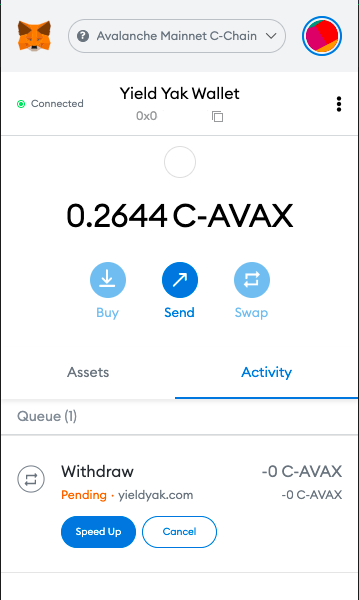 Avalanche Mainnet C-Chain
Connected
Yield Yak Wallet
0x0
0.2644 C-AVAX
Buy Send Swap
Assets Activity
Queue (1)
Withdraw -0 C-AVAX
Pending · yieldyak.com -0 C-AVAX
Speed Up Cancel